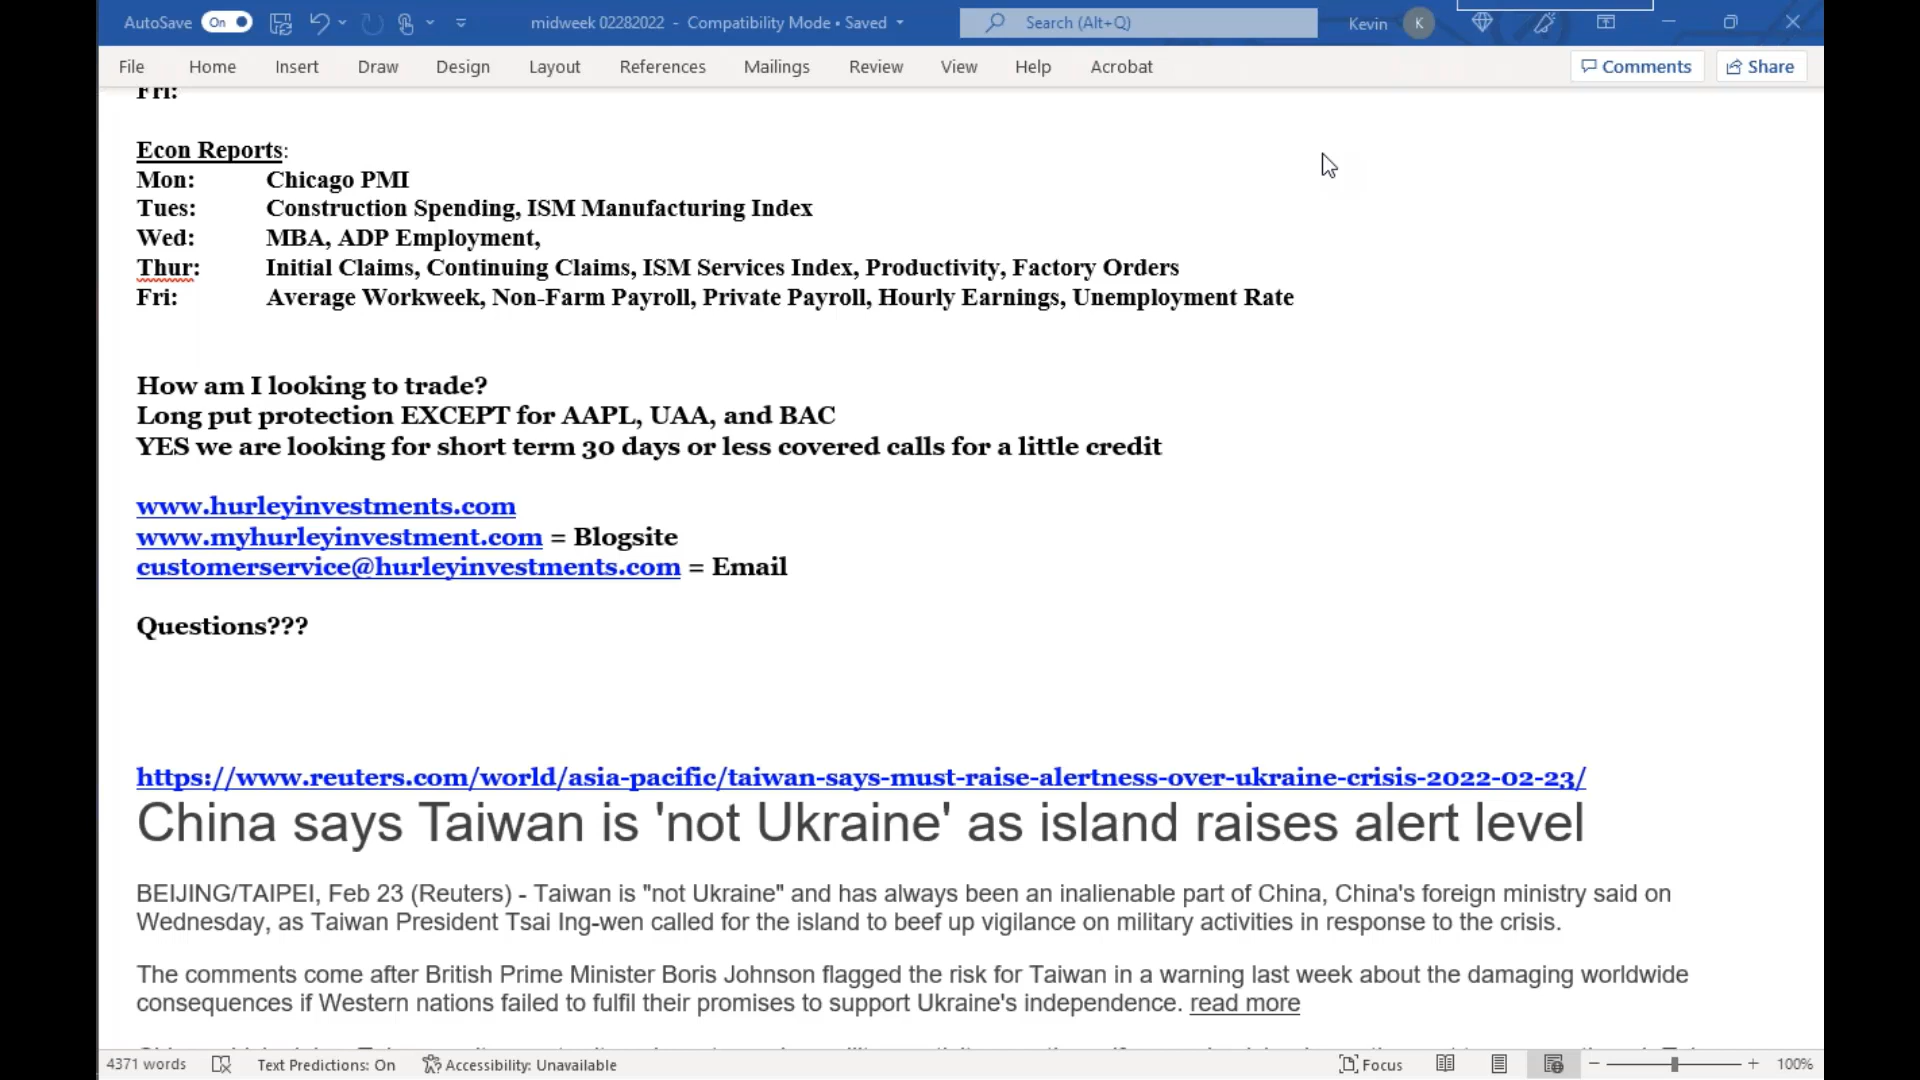 AutoSave On midweek 02282022 - Compatibility Mode • Saved Search (Alt+Q) Kevin K
File Home Insert Draw Design Layout References Mailings Review View Help Acrobat Comments Share
Fri:
Econ Reports:
Mon: Chicago PMI
Tues: Construction Spending, ISM Manufacturing Index
Wed: MBA, ADP Employment,
Thur: Initial Claims, Continuing Claims, ISM Services Index, Productivity, Factory Orders
Fri: Average Workweek, Non-Farm Payroll, Private Payroll, Hourly Earnings, Unemployment Rate
How am I looking to trade?
Long put protection EXCEPT for AAPL, UAA, and BAC
YES we are looking for short term 30 days or less covered calls for a little credit
www.hurleyinvestments.com
www.myhurleyinvestment.com = Blogsite
customerservice@hurleyinvestments.com = Email
Questions???
https://www.reuters.com/world/asia-pacific/taiwan-says-must-raise-alertness-over-ukraine-crisis-2022-02-23/
China says Taiwan is 'not Ukraine' as island raises alert level
BEIJING/TAIPEI, Feb 23 (Reuters) - Taiwan is "not Ukraine" and has always been an inalienable part of China, China's foreign ministry said on
Wednesday, as Taiwan President Tsai Ing-wen called for the island to beef up vigilance on military activities in response to the crisis.
The comments come after British Prime Minister Boris Johnson flagged the risk for Taiwan in a warning last week about the damaging worldwide
consequences if Western nations failed to fulfil their promises to support Ukraine's independence. read more
4371 words Text Predictions: On Accessibility: Unavailable Focus 100%